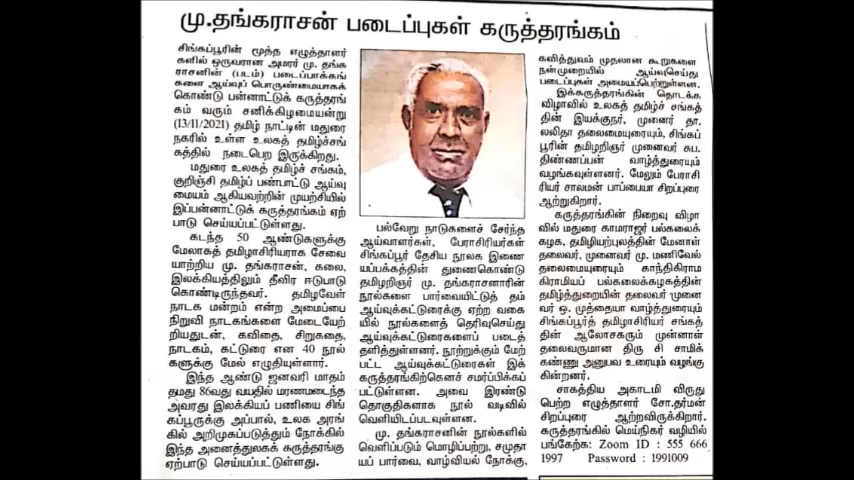 மு.தங்கராசன் படைப்புகள் கருத்தரங்கம்
சிங்கப்பூரின் மூத்த எழுத்தாளர்
களில் ஒருவரான அமரர் மு. தங்க
ராசனின் (படம்) படைப்பாக்கங்
களை ஆய்வுப் பொருண்மையாகக்
கொண்டு பன்னாட்டுக் கருத்தரங்
கம் வரும் சனிக்கிழமையன்று
(13/11/2021) தமிழ் நாட்டின் மதுரை
நகரில் உள்ள உலகத் தமிழ்ச்சங்
கத்தில் நடைபெற இருக்கிறது.
மதுரை உலகத் தமிழ்ச் சங்கம்,
குறிஞ்சி தமிழ்ப் பண்பாட்டு ஆய்வு
மையம் ஆகியவற்றின் முயற்சியில்
இப்பன்னாட்டுக் கருத்தரங்கம் ஏற்
பாடு செய்யப்பட்டுள்ளது.
கடந்த 50 ஆண்டுகளுக்கு
மேலாகத் தமிழாசிரியராக சேவை
யாற்றிய மு. தங்கராசன், கலை,
இலக்கியத்திலும் தீவிர ஈடுபாடு
கொண்டிருந்தவர். தமிழவேள்
நாடக மன்றம் என்ற அமைப்பை
நிறுவி நாடகங்களை மேடையேற்
றியதுடன், கவிதை, சிறுகதை,
நாடகம், கட்டுரை என 40 நூல்
களுக்கு மேல் எழுதியுள்ளார்.
இந்த ஆண்டு ஜனவரி மாதம்
தமது 86வது வயதில் மரணமடைந்த
அவரது இலக்கியப் பணியை சிங்
கப்பூருக்கு அப்பால், உலக அரங்
கில் அறிமுகப்படுத்தும் நோக்கில்
இந்த அனைத்துலகக் கருத்தரங்கு
ஏற்பாடு செய்யப்பட்டுள்ளது.
பல்வேறு நாடுகளைச் சேர்ந்த
ஆய்வாளர்கள், பேராசிரியர்கள்
சிங்கப்பூர் தேசிய நூலக இணை
யப்பக்கத்தின் துணைகொண்டு
தமிழறிஞர் மு. தங்கராசனாரின்
நூல்களை பார்வையிட்டுத் தம்
ஆய்வுக்கட்டுரைக்கு ஏற்ற வகை
யில் நூல்களைத் தெரிவுசெய்து
ஆய்வுக்கட்டுரைகளைப் படைத்
தளித்துள்ளனர். நூற்றுக்கும் மேற்
பட்ட ஆய்வுக்கட்டுரைகள் இக்
கருத்தரங்கிற்கெனச் சமர்ப்பிக்கப்
பட்டுள்ளன. அவை இரண்டு
தொகுதிகளாக நூல் வடிவில்
வெளியிடப்படவுள்ளன.
மு. தங்கராசனின் நூல்களில்
வெளிப்படும் மொழிப்பற்று, சமுதா
யப் பார்வை, வாழ்வியல் நோக்கு,
கவித்துவம் முதலான கூறுகளை
நன்முறையில் ஆய்வுசெய்து
படைப்புகள் அமையப்பெற்றுள்ளன.
இக்கருத்தரங்கின் தொடக்க
விழாவில் உலகத் தமிழ்ச் சங்கத்
தின் இயக்குநர், முனைர் தா.
லலிதா தலைமையுரையும், சிங்கப்
பூரின் தமிழறிஞர் முனைவர் சுப.
திண்ணப்பன் வாழ்த்துரையும்
வழங்கவுள்ளனர். மேலும் பேராசி
ரியர் சாலமன் பாப்பையா சிறப்புரை
ஆற்றுகிறார்.
கருத்தரங்கின் நிறைவு விழா
வில் மதுரை காமராஜர் பல்கலைக்
கழக, தமிழியற்புலத்தின் மேனாள்
தலைவர், முனைவர் மு. மணிவேல்
தலைமையுரையும் காந்திகிராம
கிராமியப் பல்கலைக்கழகத்தின்
தமிழ்த்துறையின் தலைவர் முனை
வர் ஒ. முத்தையா வாழ்த்துரையும்
சிங்கப்பூர்த் தமிழாசிரியர் சங்கத்
தின் ஆலோசகரும் முன்னாள்
தலைவருமான திரு சி சாமிக்
கண்ணு அனுபவ உரையும் வழங்கு
கின்றனர்.
சாகத்திய அகாடமி விருது
பெற்ற எழுத்தாளர் சோ.தர்மன்
சிறப்புரை ஆற்றவிருக்கிறார்.
கருத்தரங்கில் மெய்நிகர் வழியில்
பங்கேற்க: Zoom ID : 555 666
1997 Password : 1991009